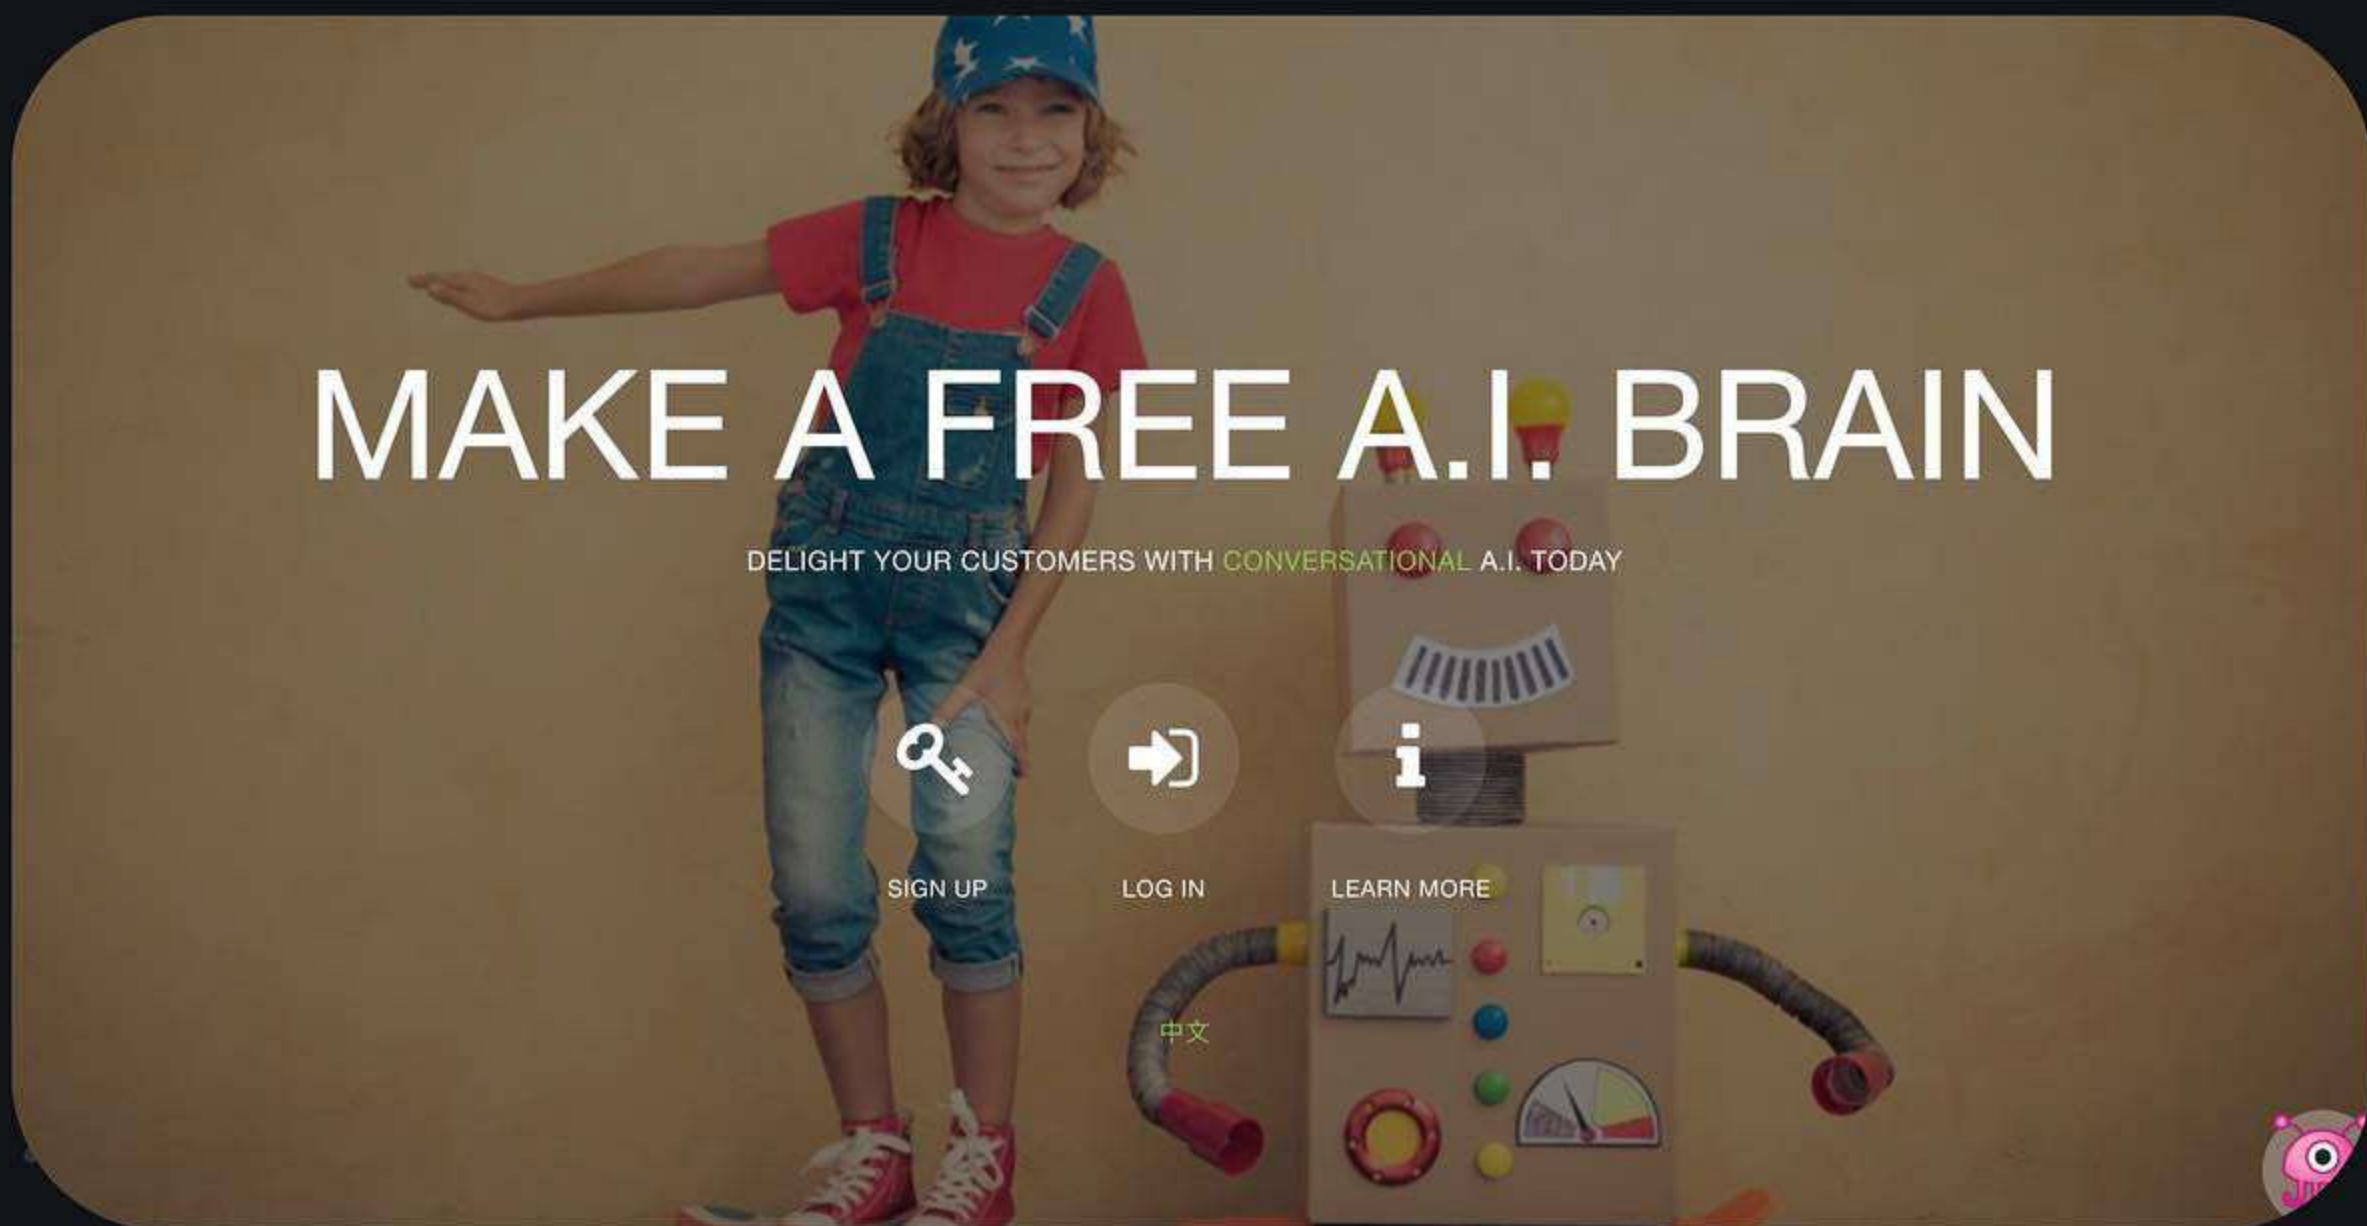 MAKE A FREE A.I. BRAIN
DELIGHT YOUR CUSTOMERS WITH CONVERSATIONAL A.I. TODAY
SIGN UP
LOG IN
LEARN MORE
中文